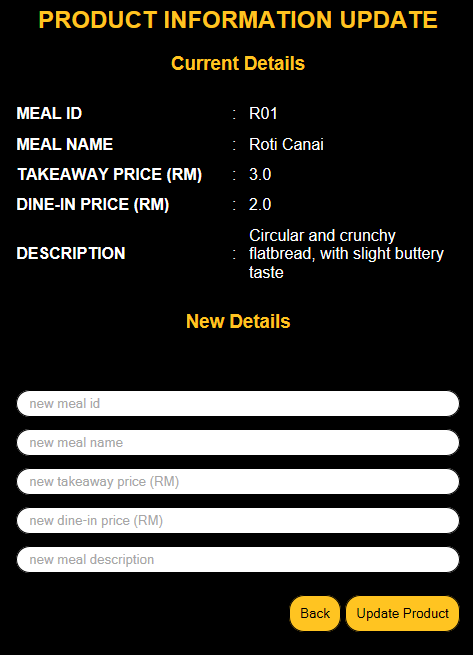 PRODUCT INFORMATION UPDATE
Current Details
MEAL ID : R01
MEAL NAME : Roti Canai
TAKEAWAY PRICE (RM) : 3.0
DINE-IN PRICE (RM) : 2.0
DESCRIPTION : Circular and crunchy
flatbread, with slight buttery
taste
New Details
new meal id
new meal name
new takeaway price (RM)
new dine-in price (RM)
new meal description
Back Update Product